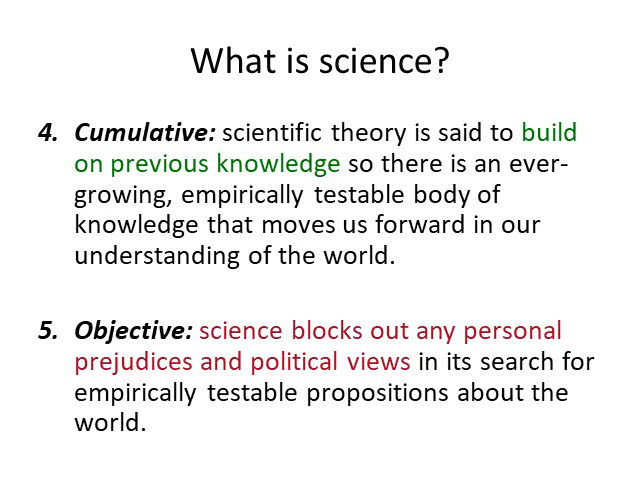 What is science?
4. Cumulative: scientific theory is said to build
on previous knowledge so there is an ever-
growing, empirically testable body of
knowledge that moves us forward in our
understanding of the world.
5. Objective: science blocks out any personal
prejudices and political views in its search for
empirically testable propositions about the
world.